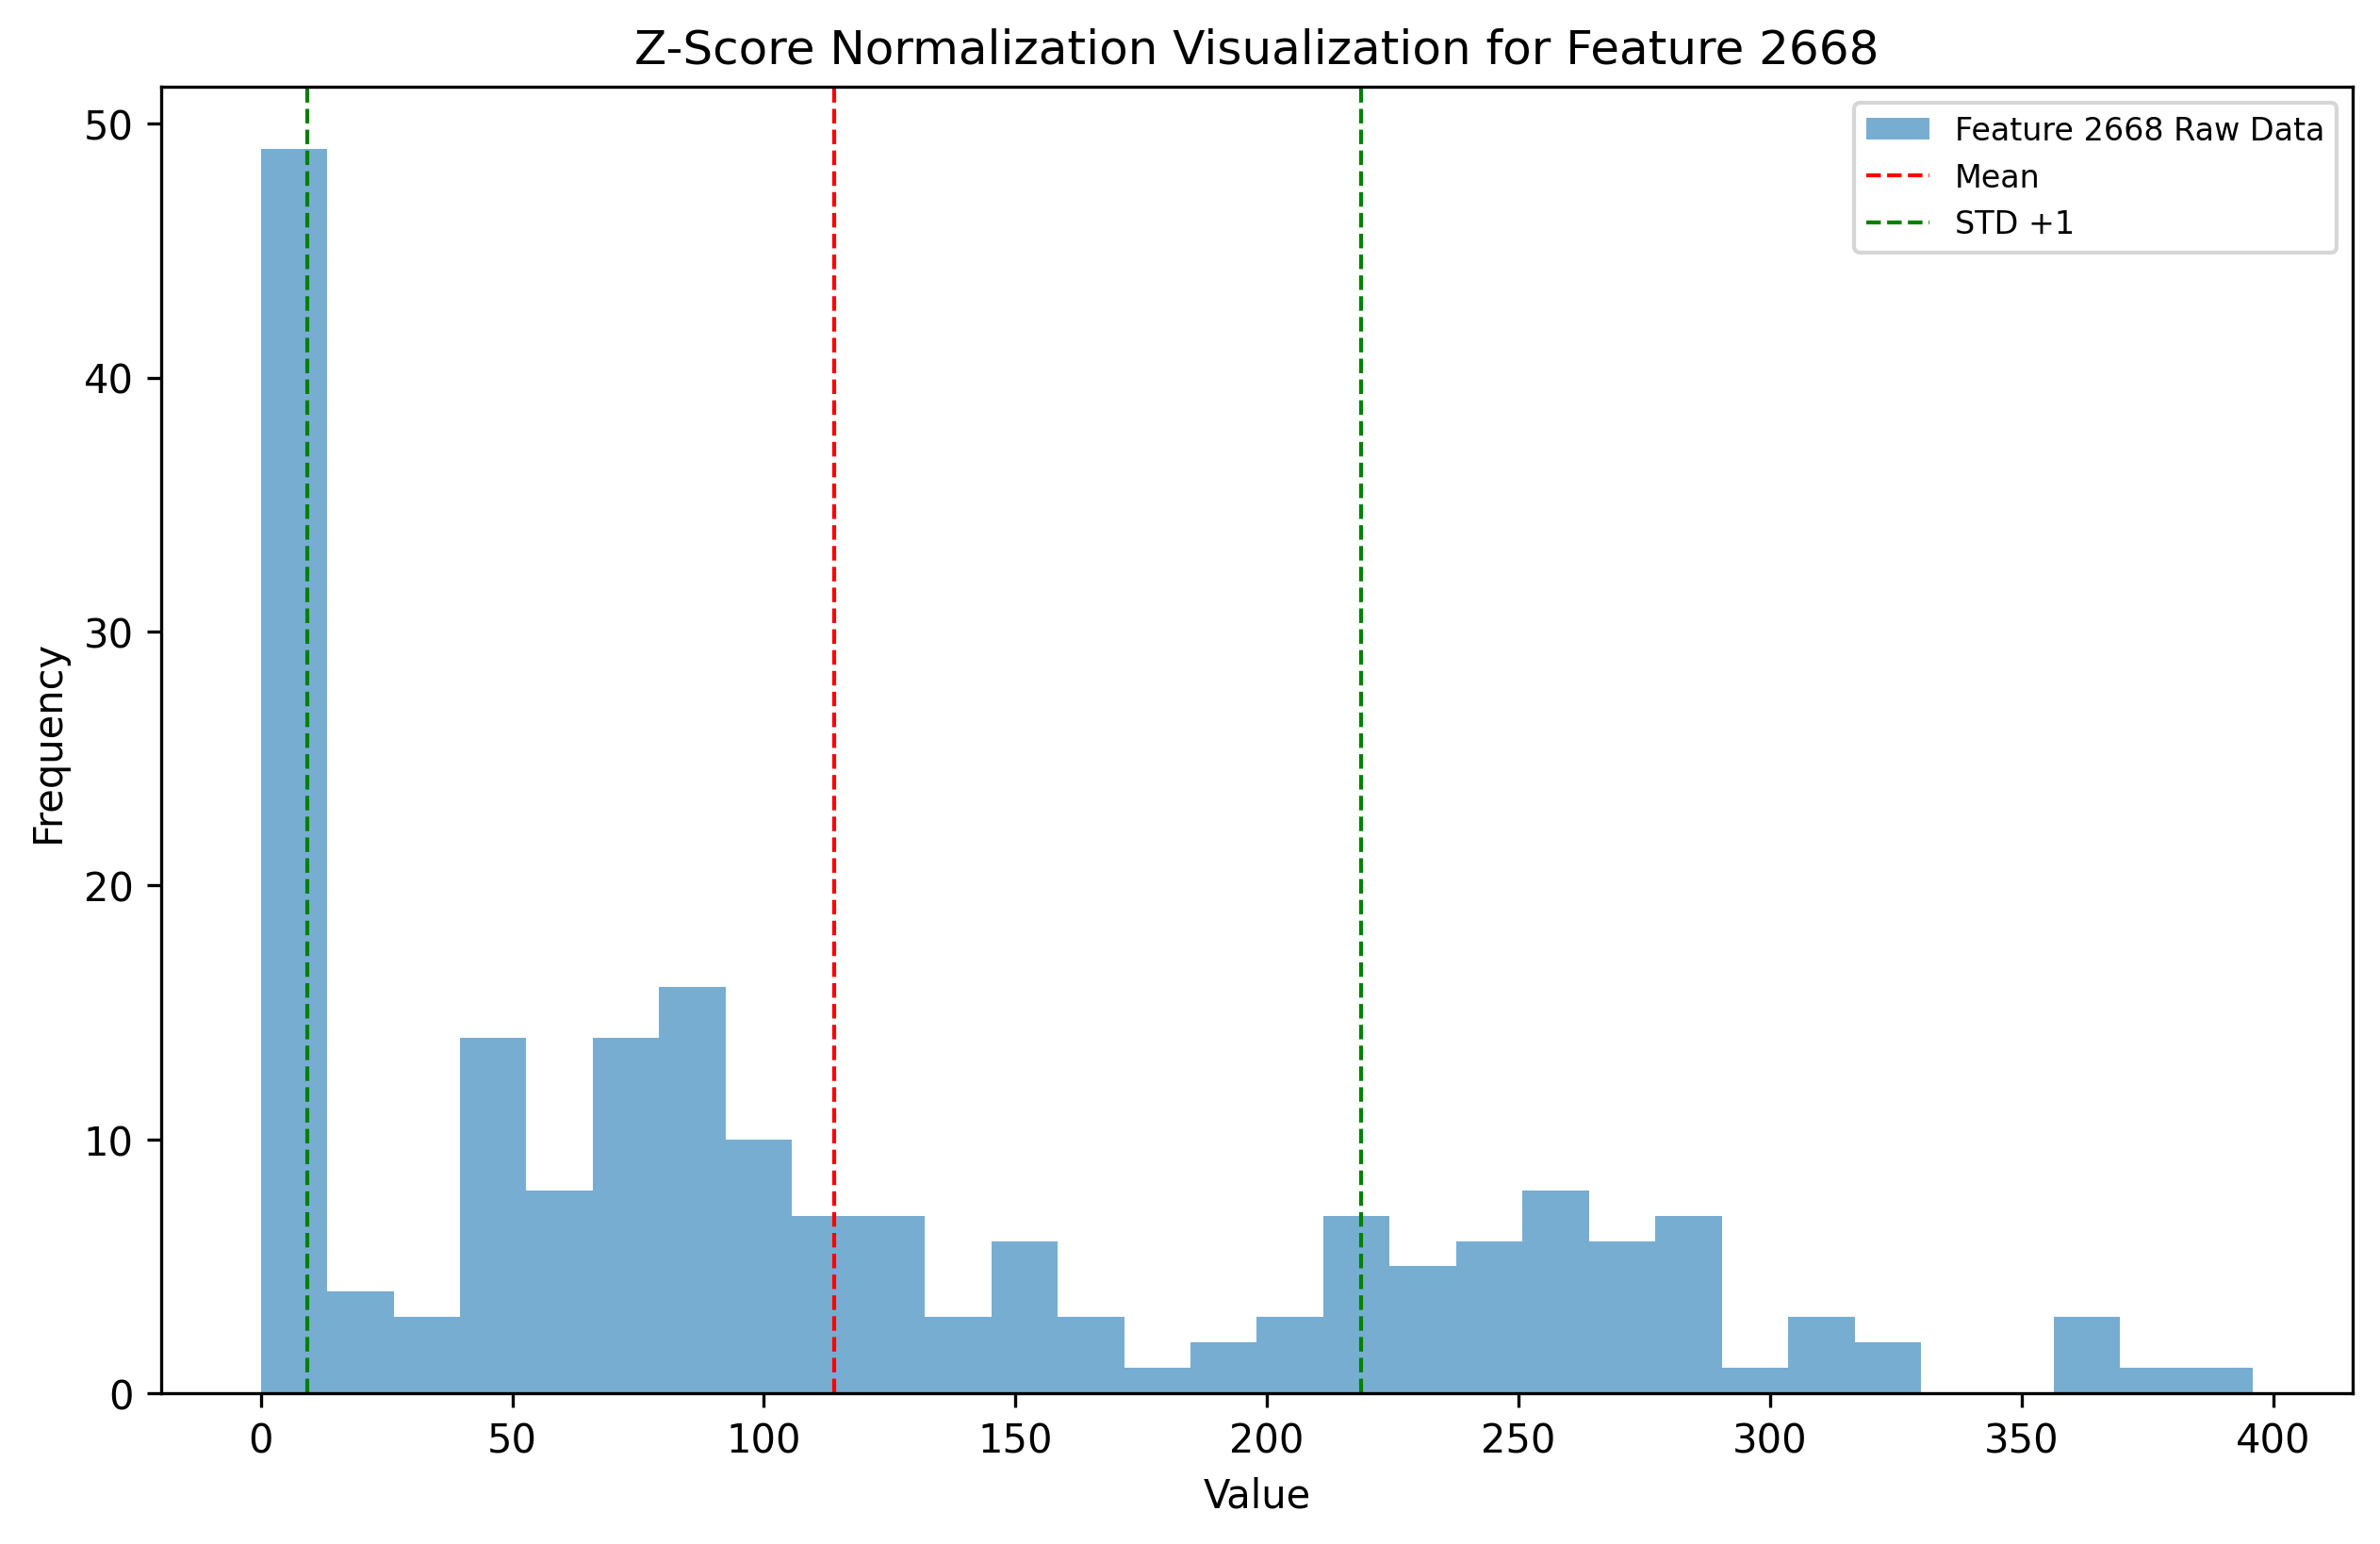 Z-Score Normalization Visualization for Feature 2668
Feature 2668 Raw Data
Mean
STD +1
50
40
30
20
10
0
Frequency
0 50 100 150 200 250 300 350 400
Value